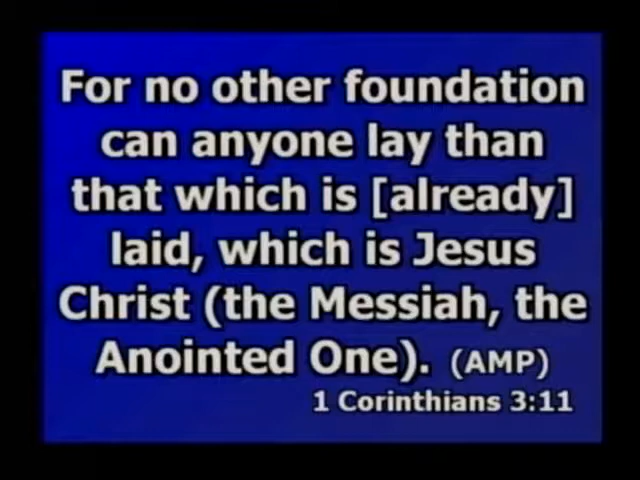 For no other foundation
can anyone lay than
that which is [already]
laid, which is Jesus
Christ (the Messiah, the
Anointed One). (AMP)
1 Corinthians 3:11